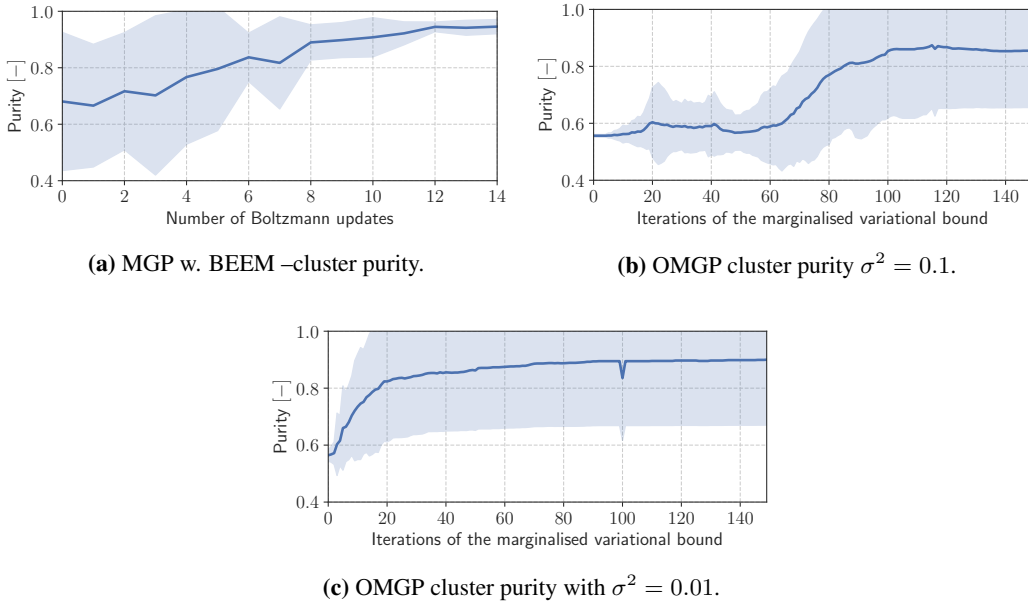 1.0
0.8
0.6
0.4
Purity [−]
0 2 4 6 8 10 12 14
Number of Boltzmann updates
(a) MGP w. BEEM –cluster purity.
1.0
0.8
0.6
0.4
Purity [−]
0 20 40 60 80 100 120 140
Iterations of the marginalised variational bound
(b) OMGP cluster purity σ² = 0.1.
1.0
0.8
0.6
0.4
Purity [−]
0 20 40 60 80 100 120 140
Iterations of the marginalised variational bound
(c) OMGP cluster purity with σ² = 0.01.